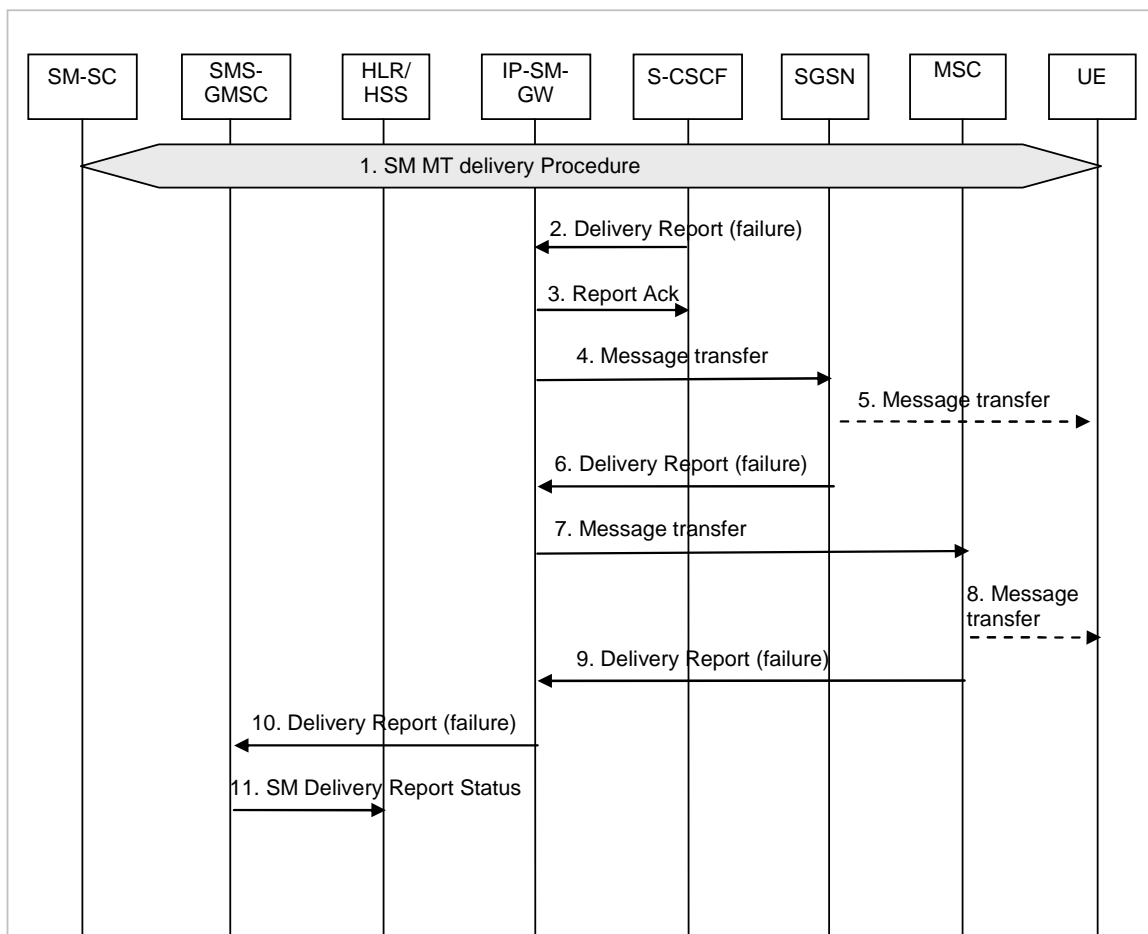 SM-SC
SMS-
GMSC
HLR/
HSS
IP-SM-
GW
S-CSCF
SGSN
MSC
UE
1. SM MT delivery Procedure
2. Delivery Report (failure)
3. Report Ack
4. Message transfer
5. Message transfer
6. Delivery Report (failure)
7. Message transfer
8. Message
transfer
9. Delivery Report (failure)
10. Delivery Report (failure)
11. SM Delivery Report Status